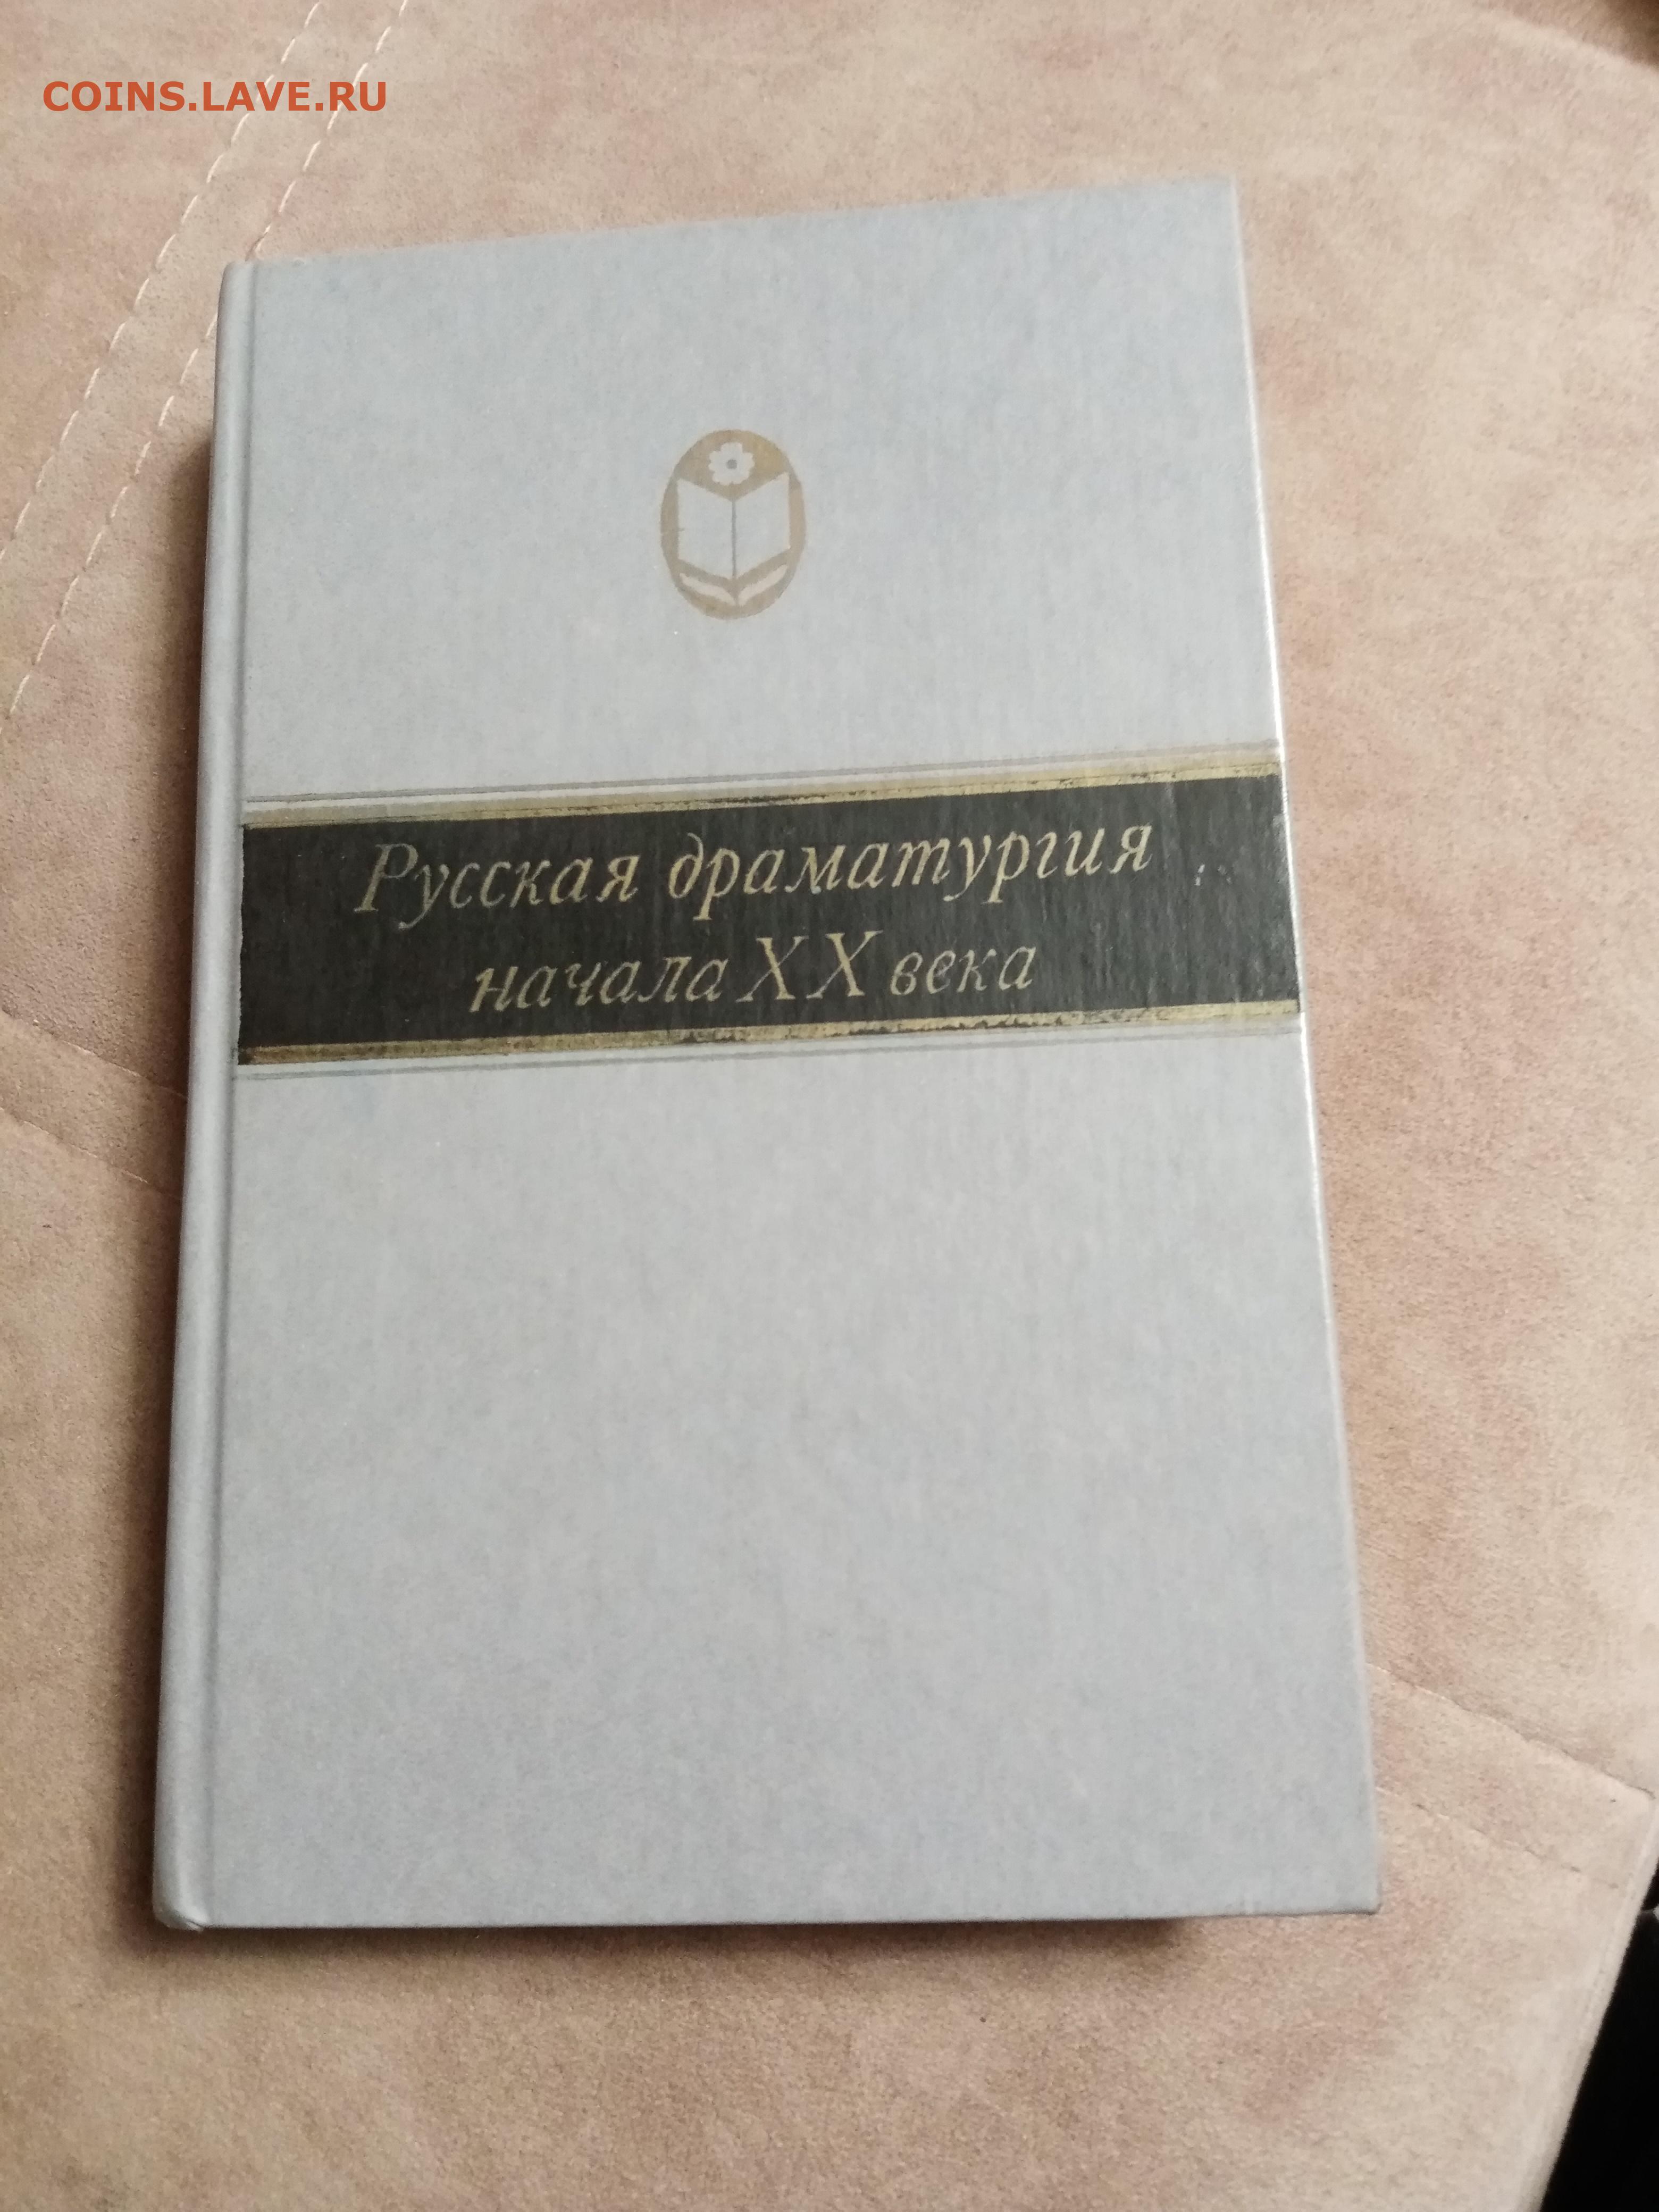 COINS.LAVE.RU
Русская драматургия
начала XX века